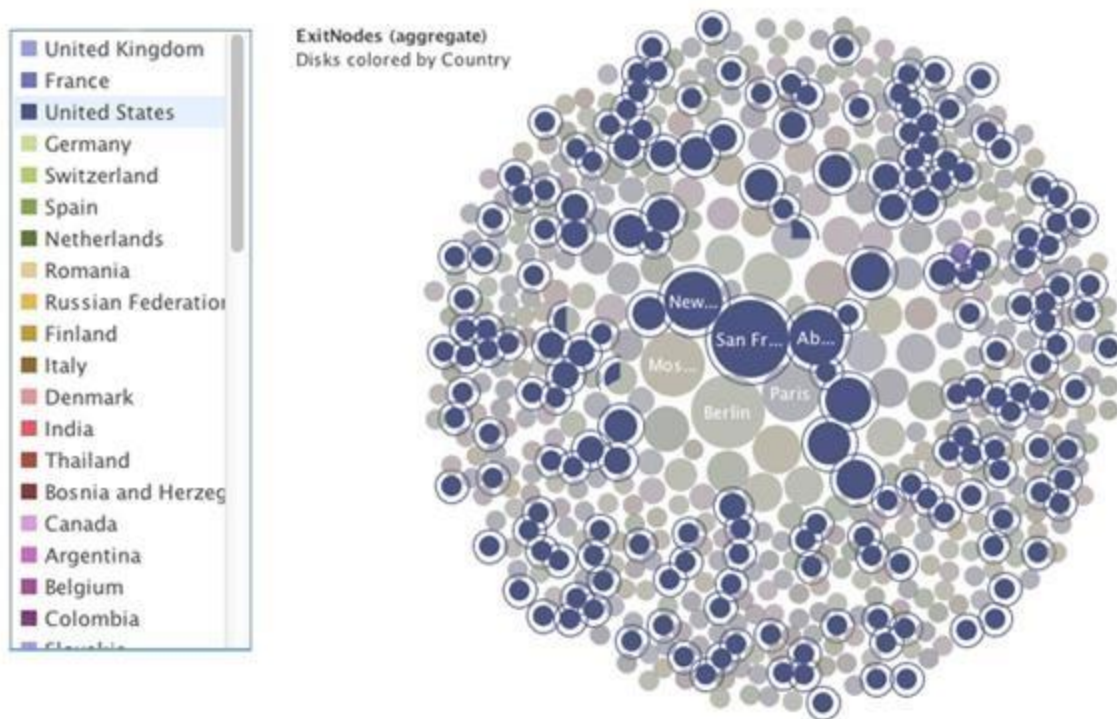 ExitNodes (aggregate)
Disks colored by Country
United Kingdom
France
United States
Germany
Switzerland
Spain
Netherlands
Romania
Russian Federation
Finland
Italy
Denmark
India
Thailand
Bosnia and Herzeg
Canada
Argentina
Belgium
Colombia
New...
San Fr...
Ab...
Mos...
Paris
Berlin